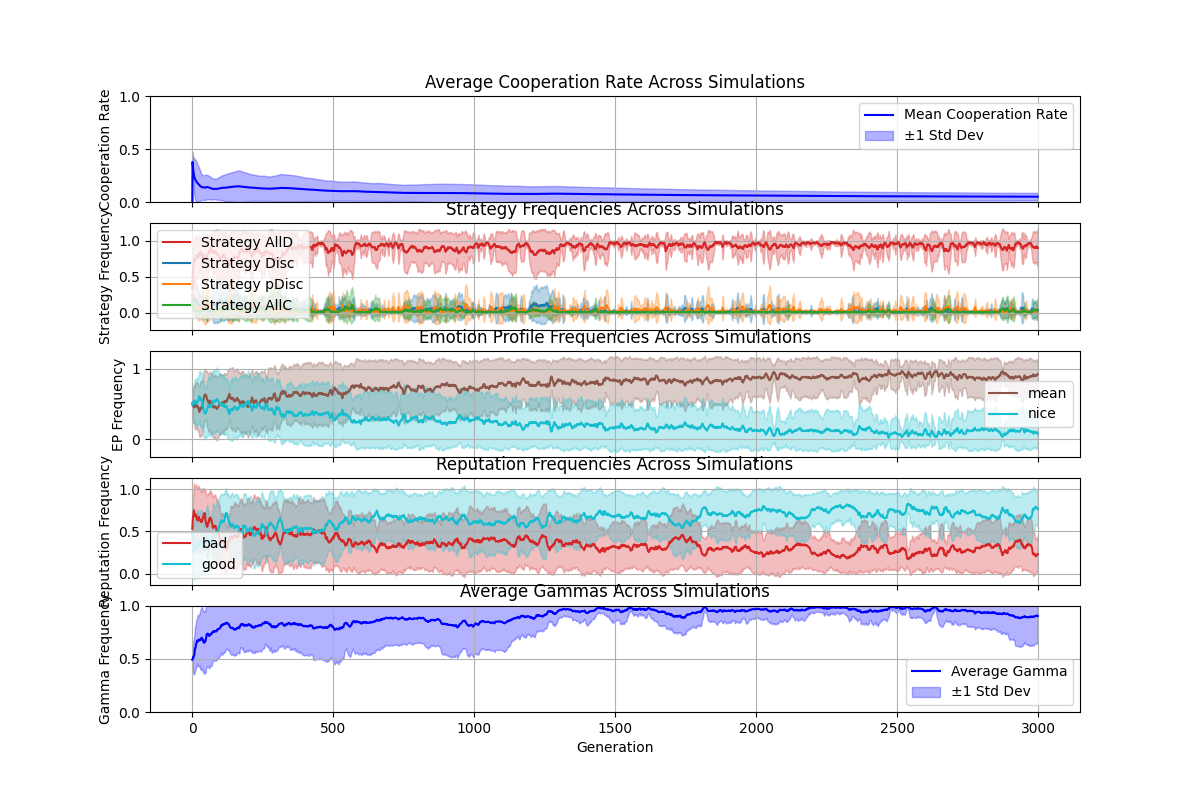 Average Cooperation Rate Across Simulations
Cooperation Rate
1.0
0.5
0.0
Mean Cooperation Rate
±1 Std Dev
Strategy Frequencies Across Simulations
Strategy Frequency
1.0
0.5
0.0
Strategy AllD
Strategy Disc
Strategy pDisc
Strategy AllC
Emotion Profile Frequencies Across Simulations
EP Frequency
1
0
mean
nice
Reputation Frequencies Across Simulations
Reputation Frequency
1.0
0.5
0.0
bad
good
Average Gammas Across Simulations
Gamma Frequency
1.0
0.5
0.0
Average Gamma
±1 Std Dev
0 500 1000 1500 2000 2500 3000
Generation